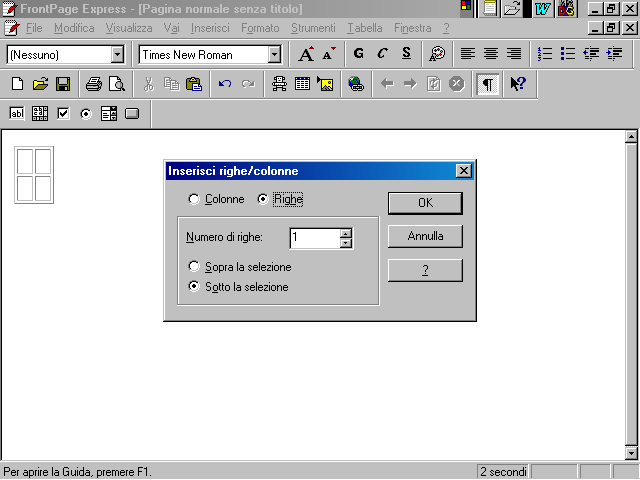 FrontPage Express - [Pagina normale senza titolo]
File Modifica Visualizza Vai Inserisci Formato Strumenti Tabella Finestra ?
(Nessuno) Times New Roman A A G C S
abl
Inserisci righe/colonne
Colonne Righe OK
Numero di righe: 1 Annulla
Sopra la selezione ?
Sotto la selezione
Per aprire la Guida, premere F1. 2 secondi